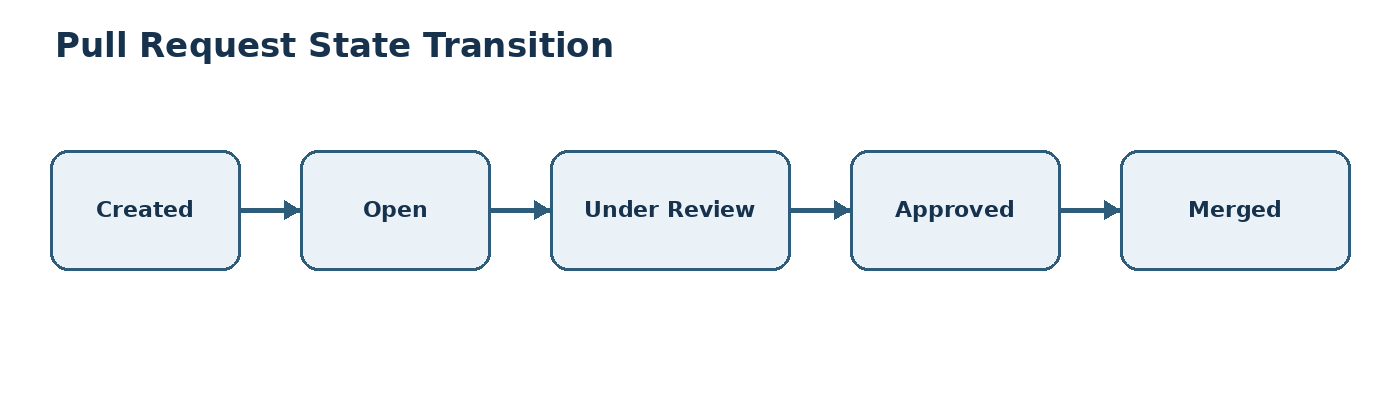 Pull Request State Transition
Created
Open
Under Review
Approved
Merged